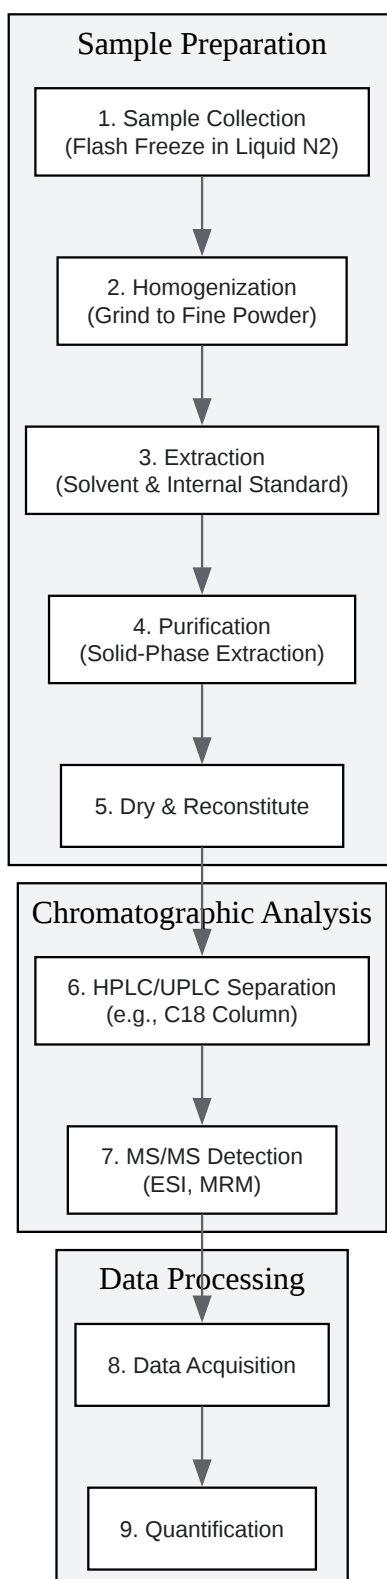 Sample Preparation
1. Sample Collection
(Flash Freeze in Liquid N2)
2. Homogenization
(Grind to Fine Powder)
3. Extraction
(Solvent & Internal Standard)
4. Purification
(Solid-Phase Extraction)
5. Dry & Reconstitute
Chromatographic Analysis
6. HPLC/UPLC Separation
(e.g., C18 Column)
7. MS/MS Detection
(ESI, MRM)
Data Processing
8. Data Acquisition
9. Quantification